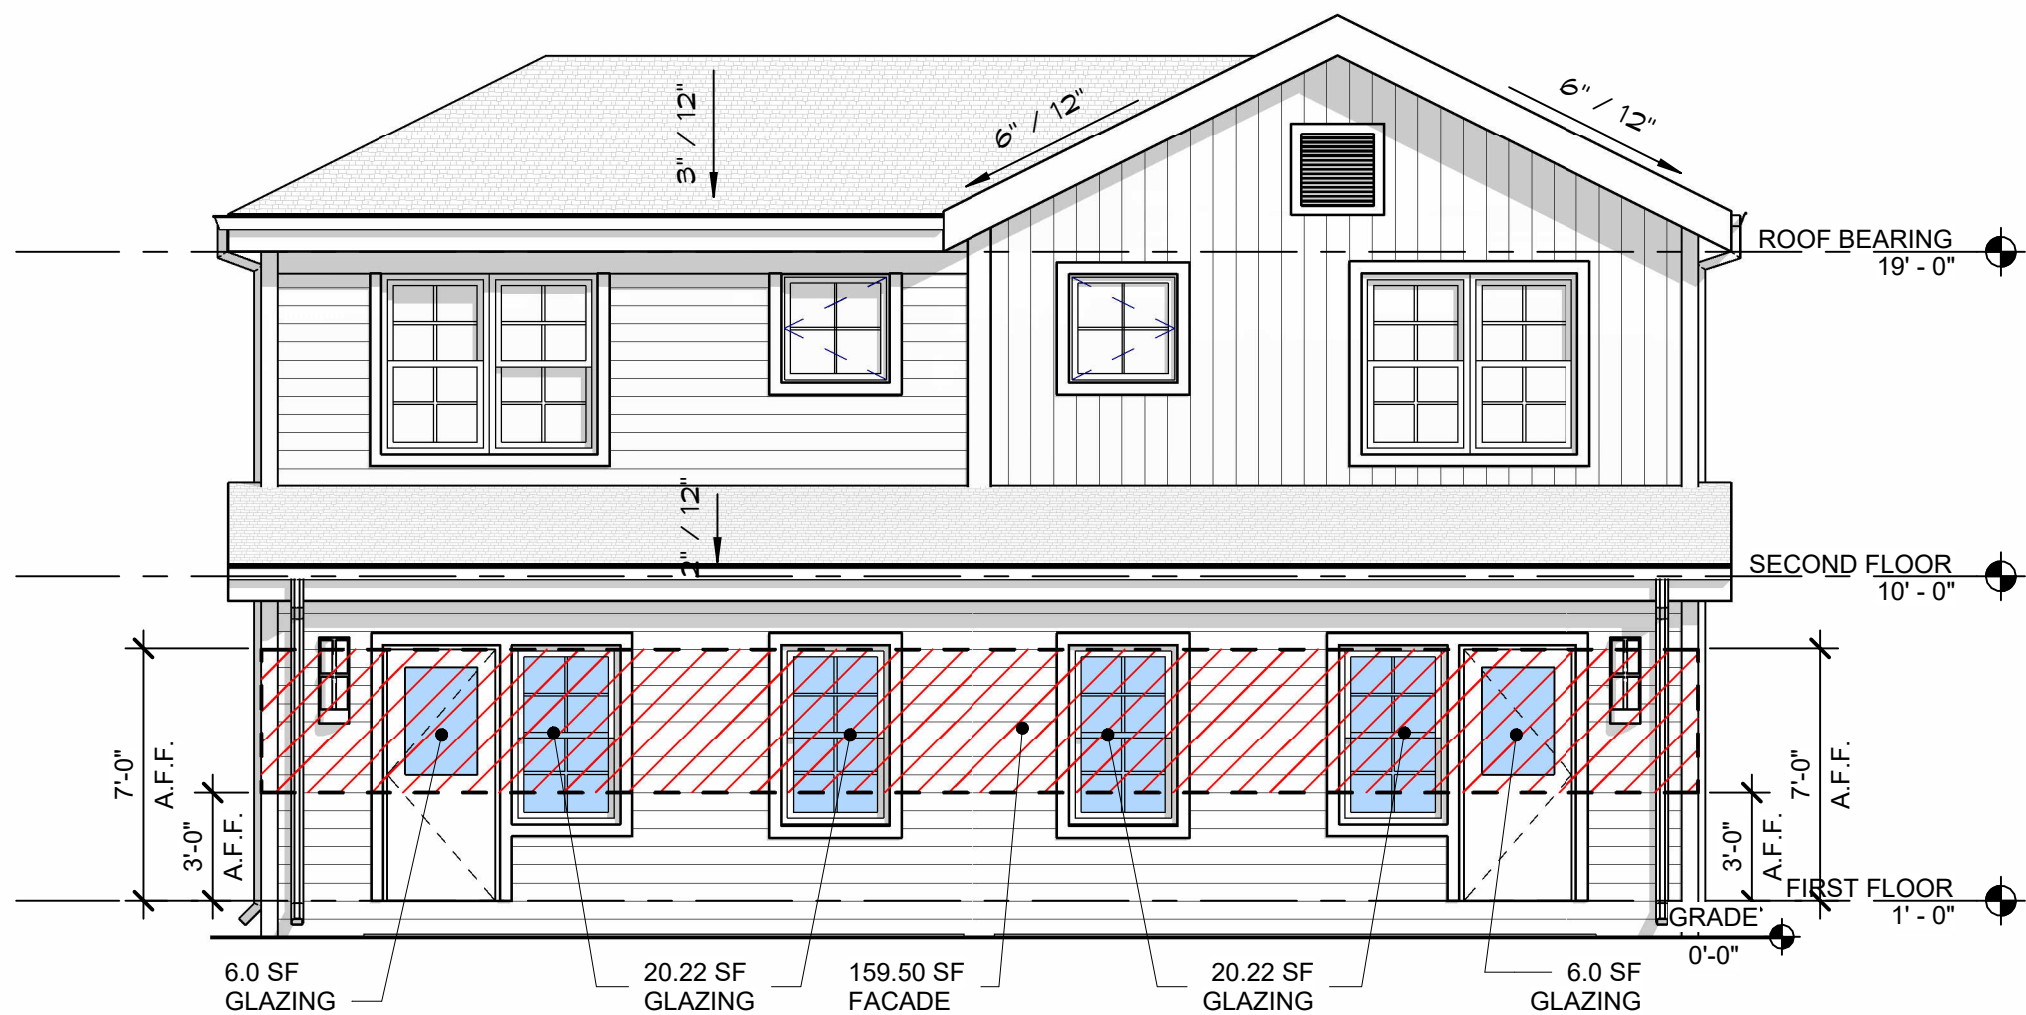 3" / 12"
6" / 12"
6" / 12"
ROOF BEARING
19' - 0"
2" / 12"
SECOND FLOOR
10' - 0"
7'-0"
A.F.F.
3'-0"
A.F.F.
7'-0"
A.F.F.
3'-0"
A.F.F.
FIRST FLOOR
1' - 0"
GRADE
0'-0"
6.0 SF
GLAZING
20.22 SF
GLAZING
159.50 SF
FACADE
20.22 SF
GLAZING
6.0 SF
GLAZING